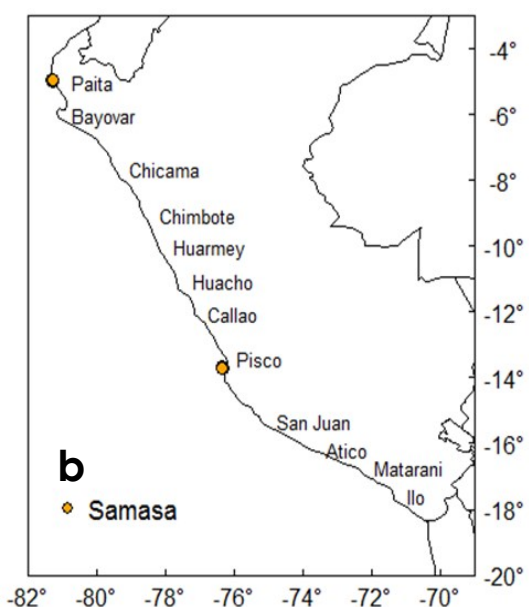 -4°
Paita
Bayovar
-6°
Chicama
-8°
Chimbote
Huarmey
-10°
Huacho
Callao
-12°
Pisco
-14°
San Juan
Atico
-16°
Matarani
b
Ilo
Samasa
-18°
-20°
-82° -80° -78° -76° -74° -72° -70°